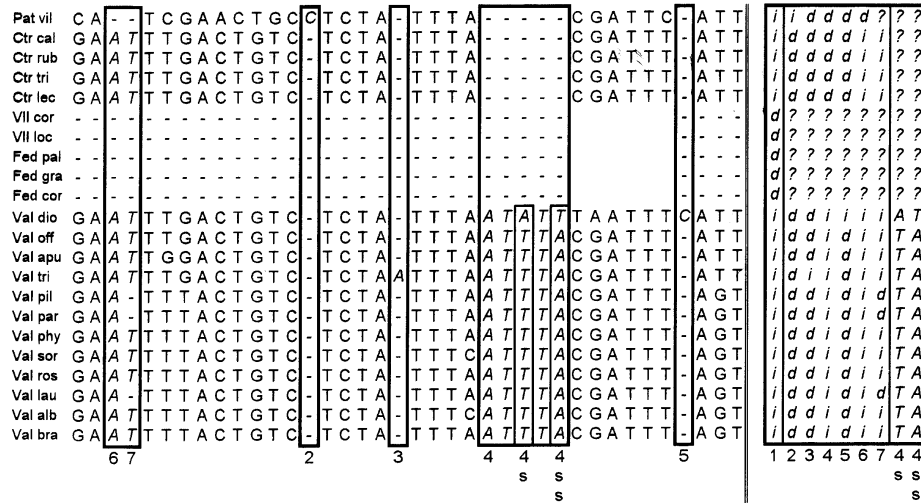 Pat vil C A - - T C G A A C T G C C T C T A - T T T A - - - - - C G A T T C - A T T i i d d d d ? ? ?
Ctr cal G A A T T T G A C T G T C - T C T A - T T T A - - - - - C G A T T T - A T T i d d d d i i ? ?
Ctr rub G A A T T T G A C T G T C - T C T A - T T T A - - - - - C G A T T T - A T T i d d d d i i ? ?
Ctr tri G A A T T T G A C T G T C - T C T A - T T T A - - - - - C G A T T T - A T T i d d d d i i ? ?
Ctr lec G A A T T T G A C T G T C - T C T A - T T T A - - - - - C G A T T T - A T T i d d d d i i ? ?
Vll cor - - - - - - - - - - - - - - - - - - - - - - - - - - - - - - - - d ? ? ? ? ? ? ? ?
Vll loc - - - - - - - - - - - - - - - - - - - - - - - - - - - - - - - - d ? ? ? ? ? ? ? ?
Fed pal - - - - - - - - - - - - - - - - - - - - - - - - - - - - - - - - d ? ? ? ? ? ? ? ?
Fed gra - - - - - - - - - - - - - - - - - - - - - - - - - - - - - - - - d ? ? ? ? ? ? ? ?
Fed cor - - - - - - - - - - - - - - - - - - - - - - - - - - - - - - - - d ? ? ? ? ? ? ? ?
Val dio G A A T T T G A C T G T C - T C T A - T T T A A T A T T T A A T T T C A T T i d d i i i i A T
Val off G A A T T T G A C T G T C - T C T A - T T T A A T T T A C G A T T T - A T T i d d i d i i T A
Val apu G A A T T G G A C T G T C - T C T A - T T T A A T T T A C G A T T T - A T T i d d i d i i T A
Val tri G A A T T T G A C T G T C - T C T A A T T T A A T T T A C G A T T T - A T T i d i i d i i T A
Val pil G A A - T T T A C T G T C - T C T A - T T T A A T T T A C G A T T T - A G T i d d i d i d T A
Val par G A A - T T T A C T G T C - T C T A - T T T A A T T T A C G A T T T - A G T i d d i d i d T A
Val phy G A A T T T T A C T G T C - T C T A - T T T A A T T T A C G A T T T - A G T i d d i d i i T A
Val sor G A A T T T T A C T G T C - T C T A - T T T C A T T T A C G A T T T - A G T i d d i d i i T A
Val ros G A A T T T T A C T G T C - T C T A - T T T A A T T T A C G A T T T - A G T i d d i d i i T A
Val lau G A A - T T T A C T G T C - T C T A - T T T A A T T T A C G A T T T - A G T i d d i d i d T A
Val alb G A A T T T T A C T G T C - T C T A - T T T C A T T T A C G A T T T - A G T i d d i d i i T A
Val bra G A A T T T T A C T G T C - T C T A - T T T A A T T T A C G A T T T - A G T i d d i d i i T A
6 7 2 3 4 4 4 5 1 2 3 4 5 6 7 4 4
s s s s
s s